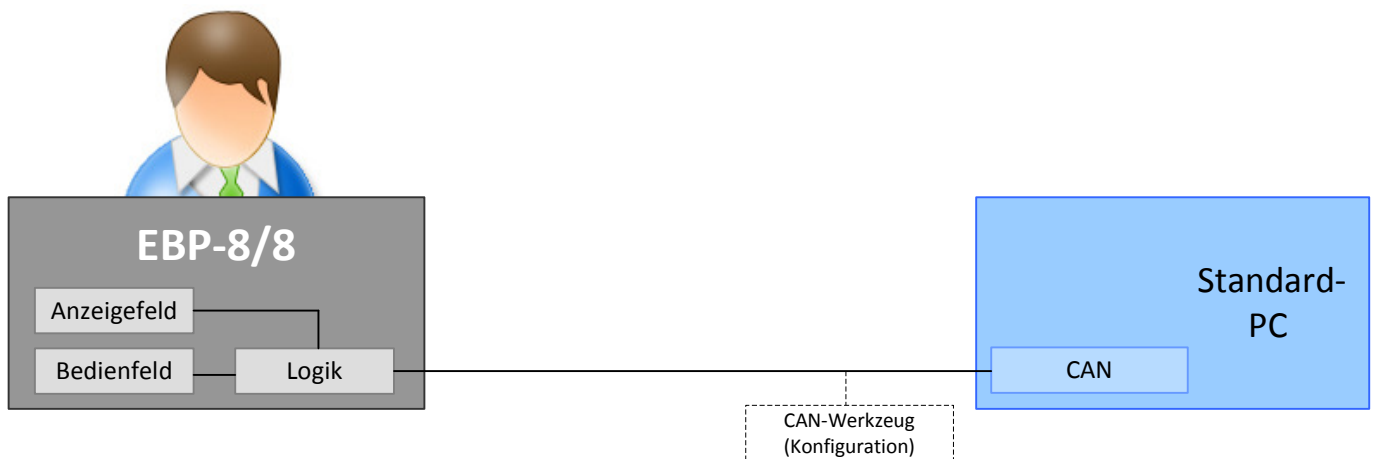 EBP-8/8
Anzeigefeld
Bedienfeld
Logik
Standard-
PC
CAN
CAN-Werkzeug
(Konfiguration)